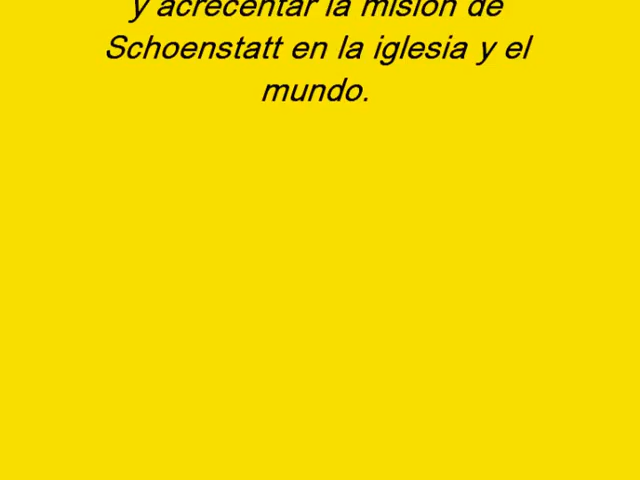 y acrecentar la misión de
Schoenstatt en la iglesia y el
mundo.